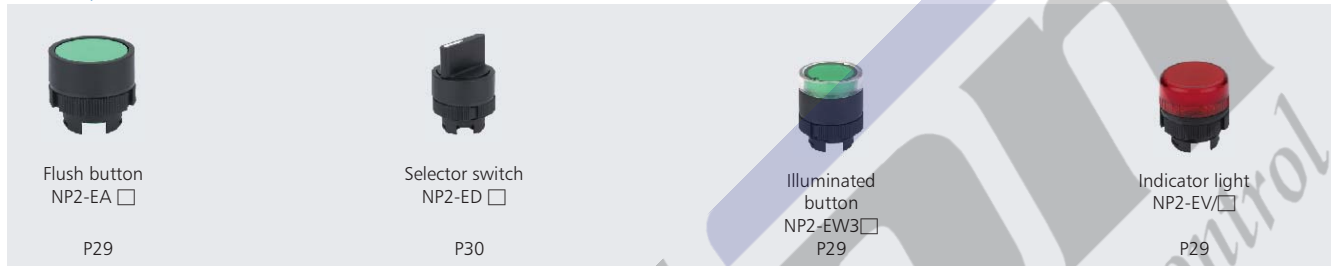 Flush button
NP2-EA □
P29
Selector switch
NP2-ED □
P30
Illuminated
button
NP2-EW3□
P29
Indicator light
NP2-EV/□
P29